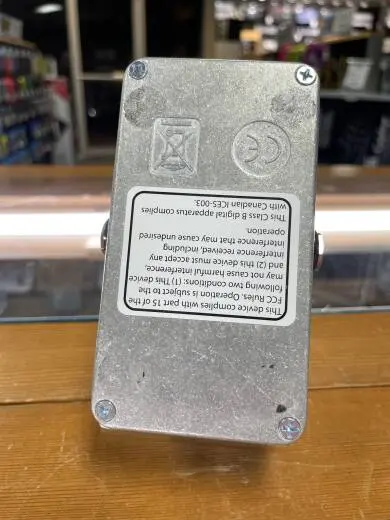 This device complies with part 15 of the
FCC Rules. Operation is subject to the
following two conditions: (1) This device
may not cause harmful interference,
and (2) this device must accept any
interference received, including
interference that may cause undesired
operation.
This Class B digital apparatus complies
with Canadian ICES-003.
CE